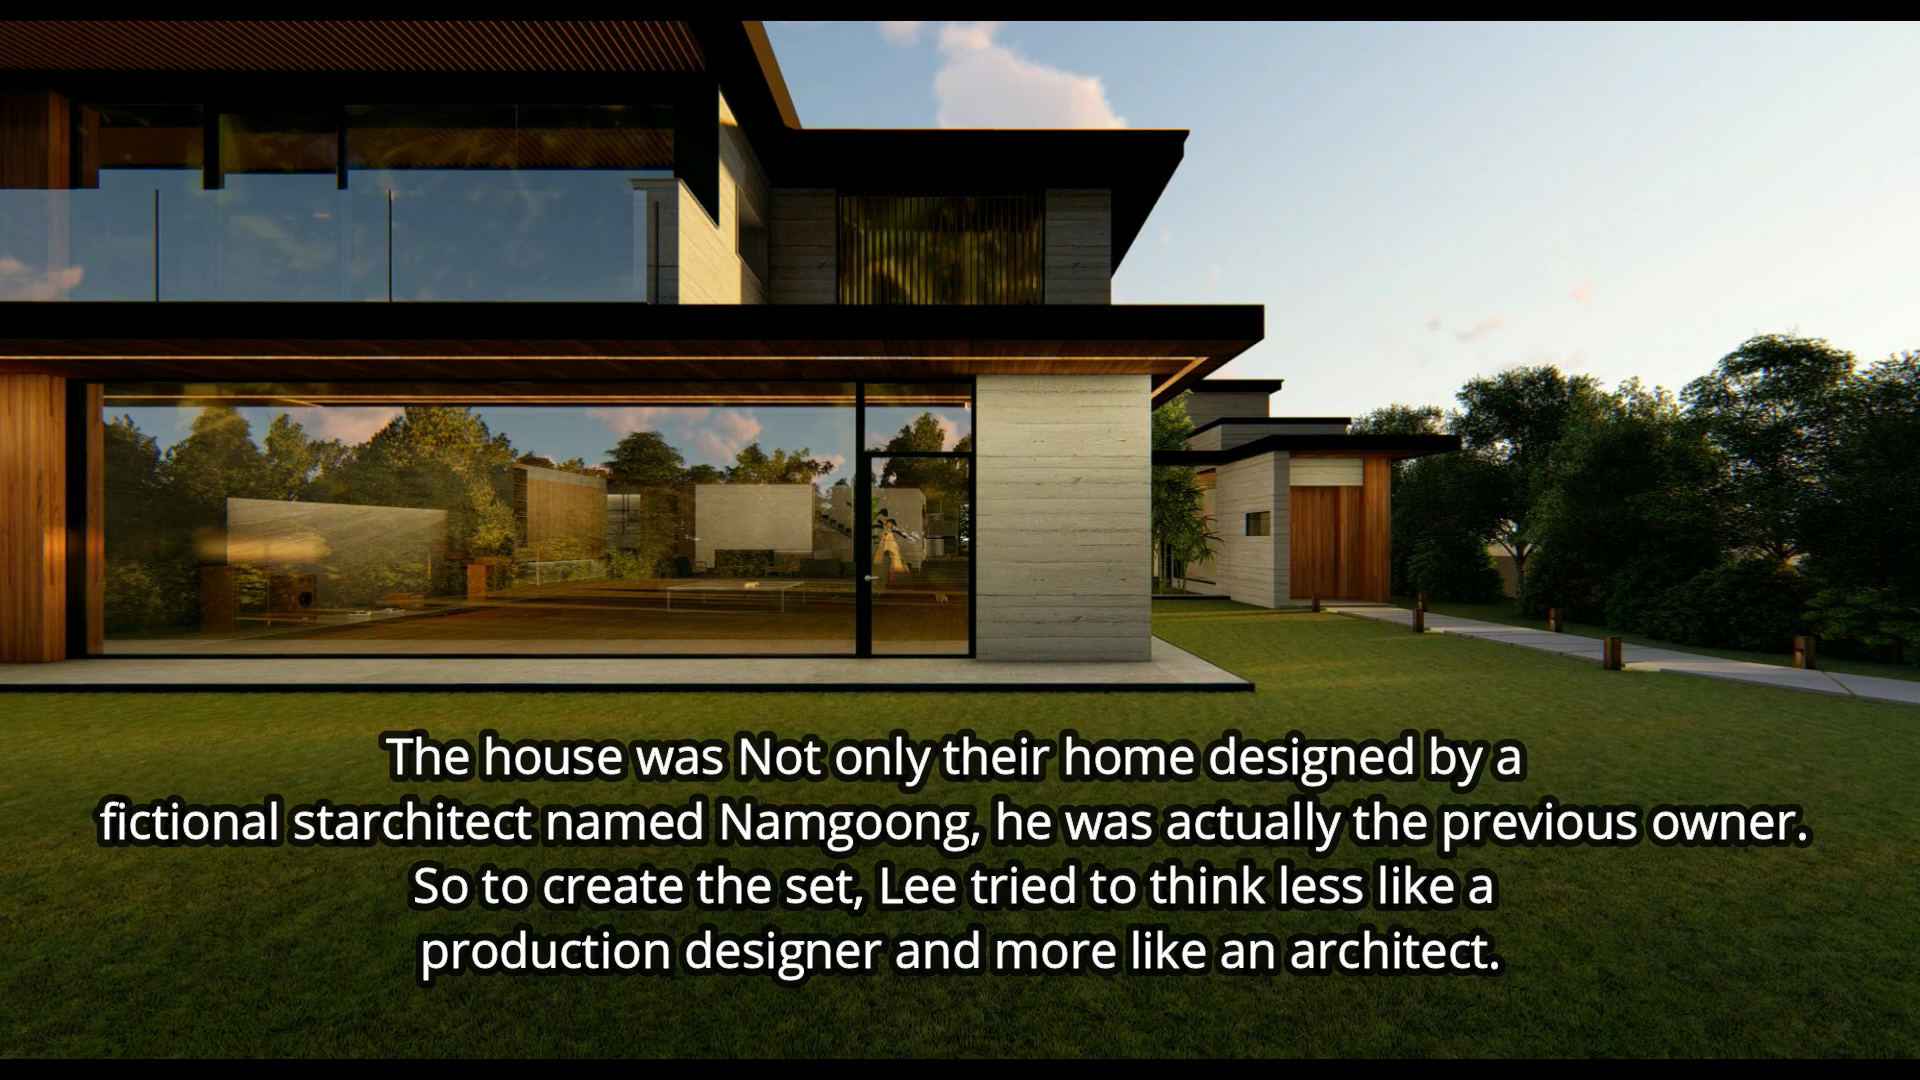 The house was Not only their home designed by a
fictional starchitect named Namgoong, he was actually the previous owner.
So to create the set, Lee tried to think less like a
production designer and more like an architect.